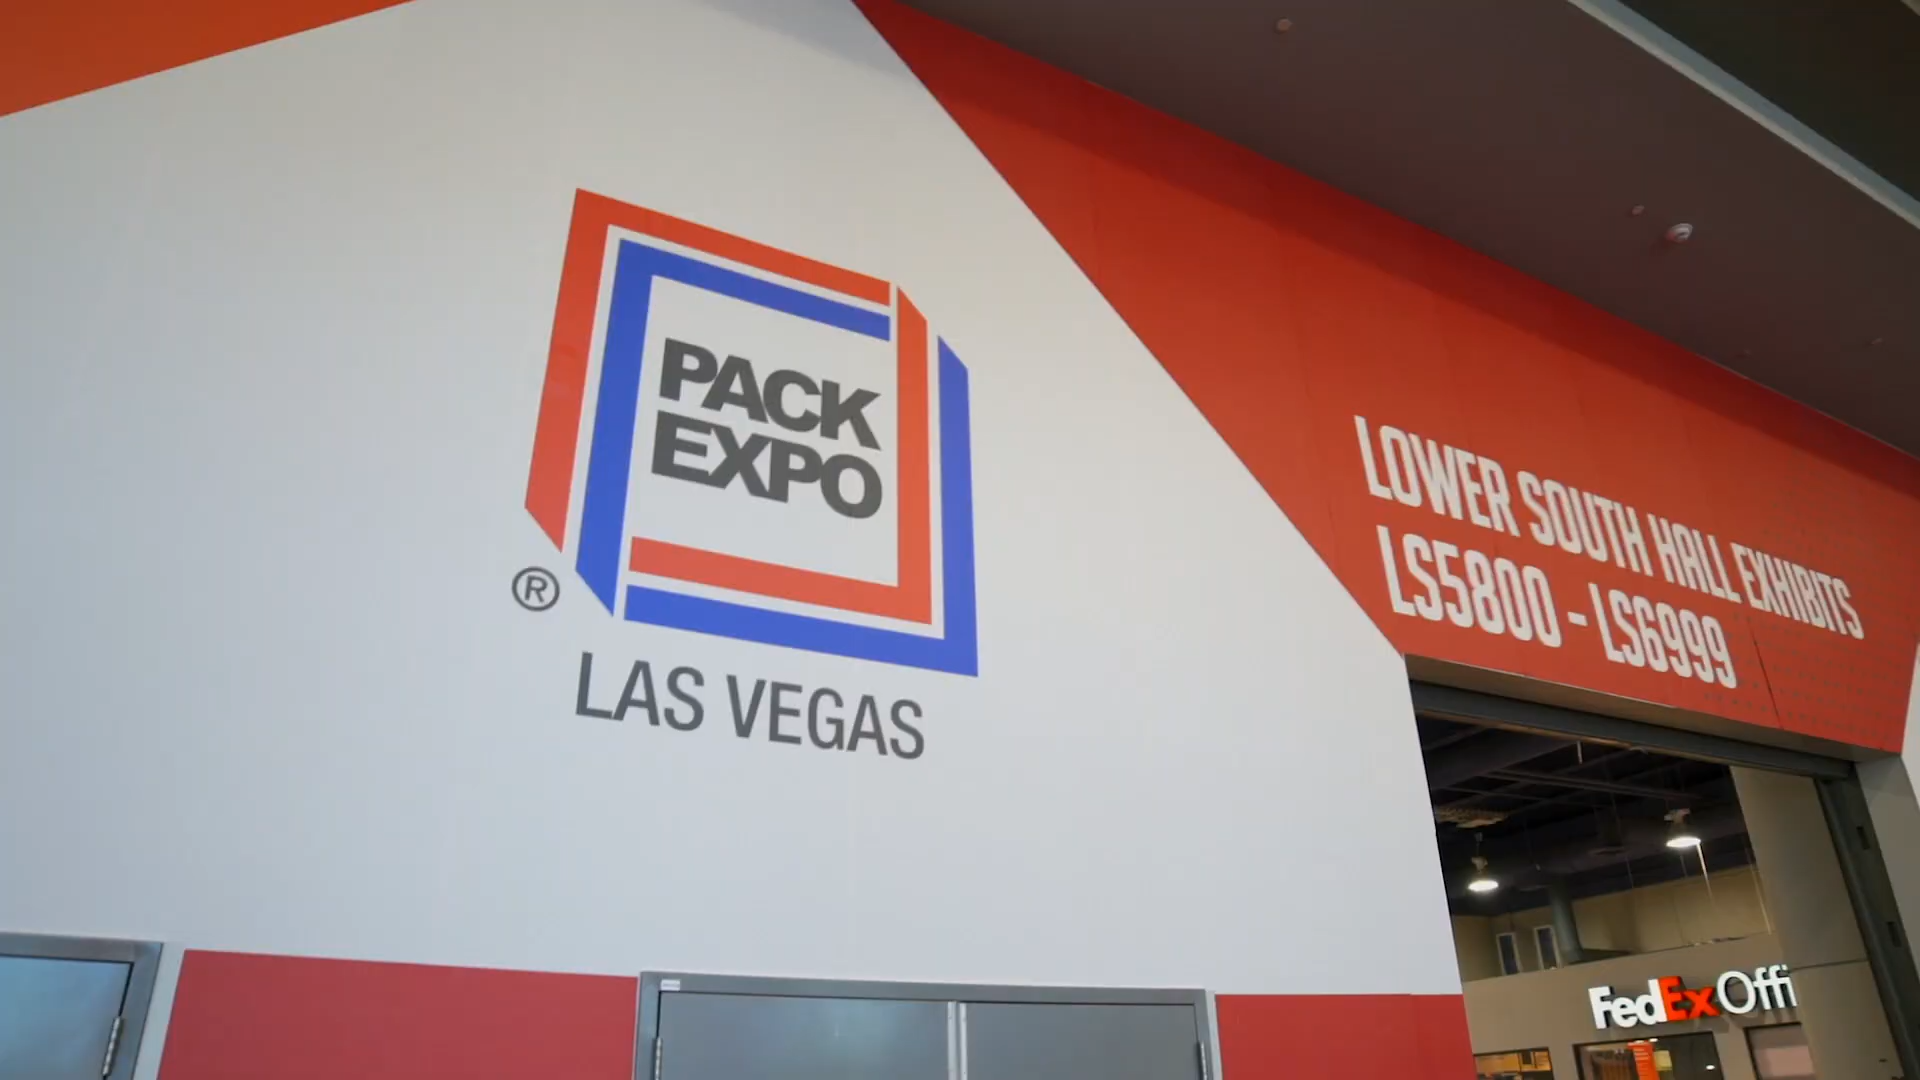 PACK
EXPO
®
LAS VEGAS
LOWER SOUTH HALL EXHIBITS
LS5800 - LS6999
FedEx Offi